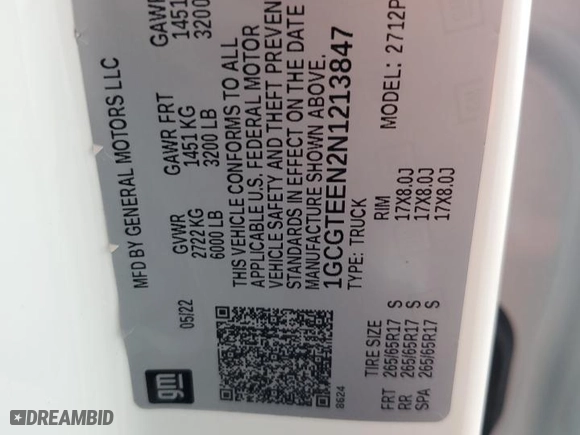 MFD BY GENERAL MOTORS LLC
05/22
GVWR
2722 KG
6000 LB
GAWR FRT
1451 KG
3200 LB
GAWR
1451
3200
THIS VEHICLE CONFORMS TO ALL
APPLICABLE U.S. FEDERAL MOTOR
VEHICLE SAFETY AND THEFT PREVEN
STANDARDS IN EFFECT ON THE DATE
MANUFACTURE SHOWN ABOVE.
1GCGTEEN2N1213847
TYPE: TRUCK
MODEL: 2712P
gm
8624
TIRE SIZE
RIM
FRT 265/65R17 S 17X8.0J
RR 265/65R17 S 17X8.0J
SPA 265/65R17 S 17X8.0J
DREAMBID